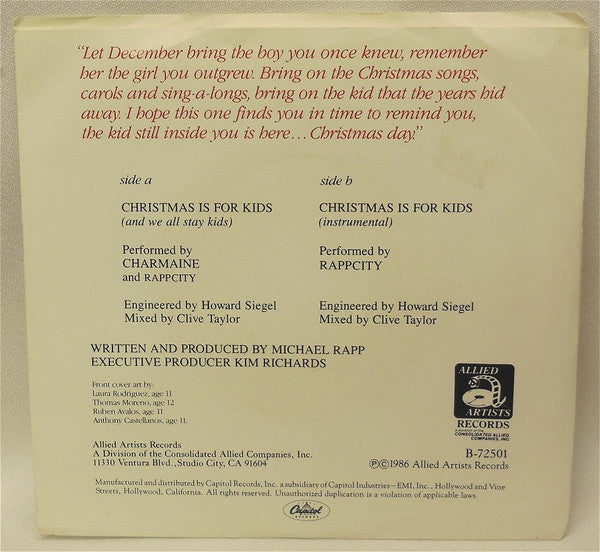 "Let December bring the boy you once knew, remember
her the girl you outgrew. Bring on the Christmas songs,
carols and sing-a-longs, bring on the kid that the years hid
away. I hope this one finds you in time to remind you,
the kid still inside you is here... Christmas day."
side a
CHRISTMAS IS FOR KIDS
(and we all stay kids)
Performed by
CHARMAINE
and RAPPCITY
Engineered by Howard Siegel
Mixed by Clive Taylor
side b
CHRISTMAS IS FOR KIDS
(instrumental)
Performed by
RAPPCITY
Engineered by Howard Siegel
Mixed by Clive Taylor
WRITTEN AND PRODUCED BY MICHAEL RAPP
EXECUTIVE PRODUCER KIM RICHARDS
Front cover art by:
Laura Rodriguez, age 11
Thomas Moreno, age 12
Ruben Avalos, age 11
Anthony Castellanos, age 11
Allied Artists Records
A Division of the Consolidated Allied Companies, Inc.
11330 Ventura Blvd., Studio City, CA 91604
ALLIED
ARTISTS
RECORDS
a division of the
CONSOLIDATED ALLIED
COMPANIES, INC.
B-72501
℗©1986 Allied Artists Records
Manufactured and distributed by Capitol Records, Inc. a subsidiary of Capitol Industries—EMI, Inc., Hollywood and Vine
Streets, Hollywood, California. All rights reserved. Unauthorized duplication is a violation of applicable laws.
Capitol
RECORDS